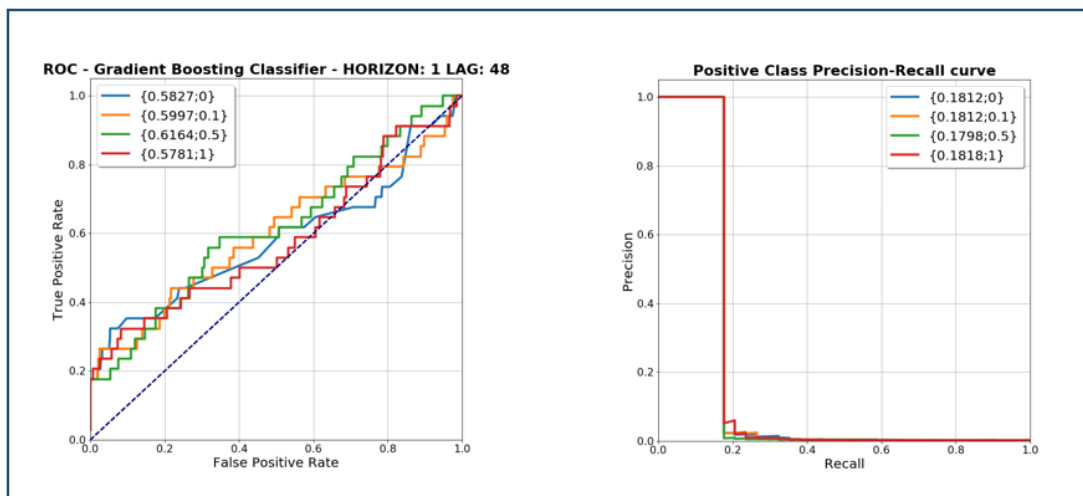 ROC - Gradient Boosting Classifier - HORIZON: 1 LAG: 48
{0.5827;0}
{0.5997;0.1}
{0.6164;0.5}
{0.5781;1}
True Positive Rate
1.0
0.8
0.6
0.4
0.2
0.0
0.0 0.2 0.4 0.6 0.8 1.0
False Positive Rate
Positive Class Precision-Recall curve
{0.1812;0}
{0.1812;0.1}
{0.1798;0.5}
{0.1818;1}
Precision
1.0
0.8
0.6
0.4
0.2
0.0
0.0 0.2 0.4 0.6 0.8 1.0
Recall